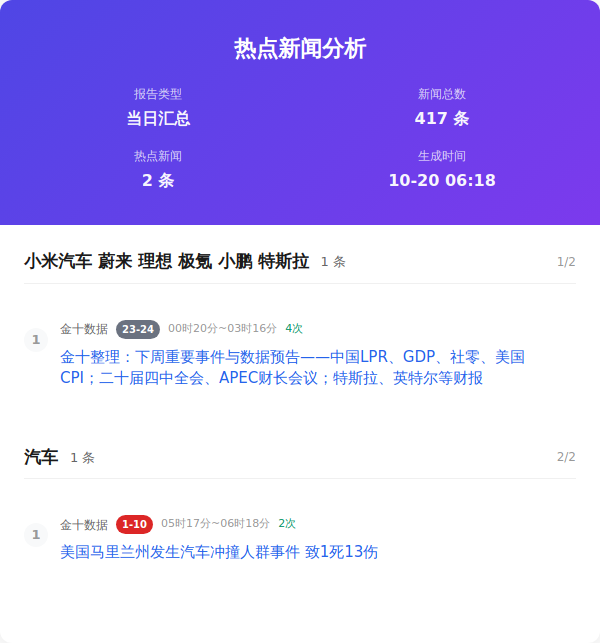 热点新闻分析
报告类型
新闻总数
当日汇总
417 条
热点新闻
生成时间
2 条
10-20 06:18
小米汽车 蔚来 理想 极氪 小鹏 特斯拉 1 条 1/2
1 金十数据 23-24 00时20分~03时16分 4次
金十整理：下周重要事件与数据预告——中国LPR、GDP、社零、美国
CPI；二十届四中全会、APEC财长会议；特斯拉、英特尔等财报
汽车 1 条 2/2
1 金十数据 1-10 05时17分~06时18分 2次
美国马里兰州发生汽车冲撞人群事件 致1死13伤